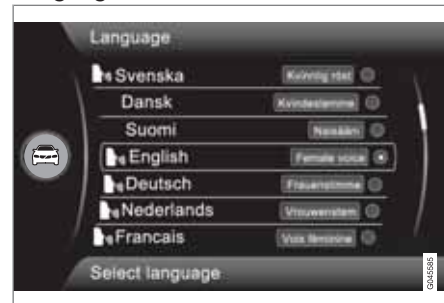 Language
Svenska Kvinnlig röst
Dansk Kvindestemme
Suomi Naisääni
English Female voice
Deutsch Frauenstimme
Nederlands Vrouwenstem
Francais Voix féminine
Select language
G045585